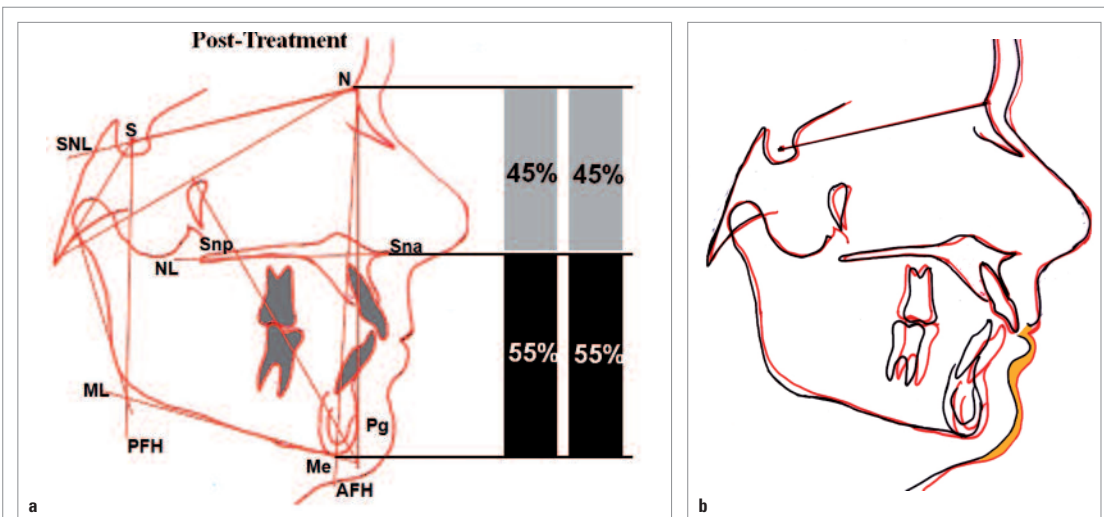 Post-Treatment
N
S
SNL
45% 45%
Snp
Sna
NL
55% 55%
ML
Pg
PFH
Me
AFH
a
b